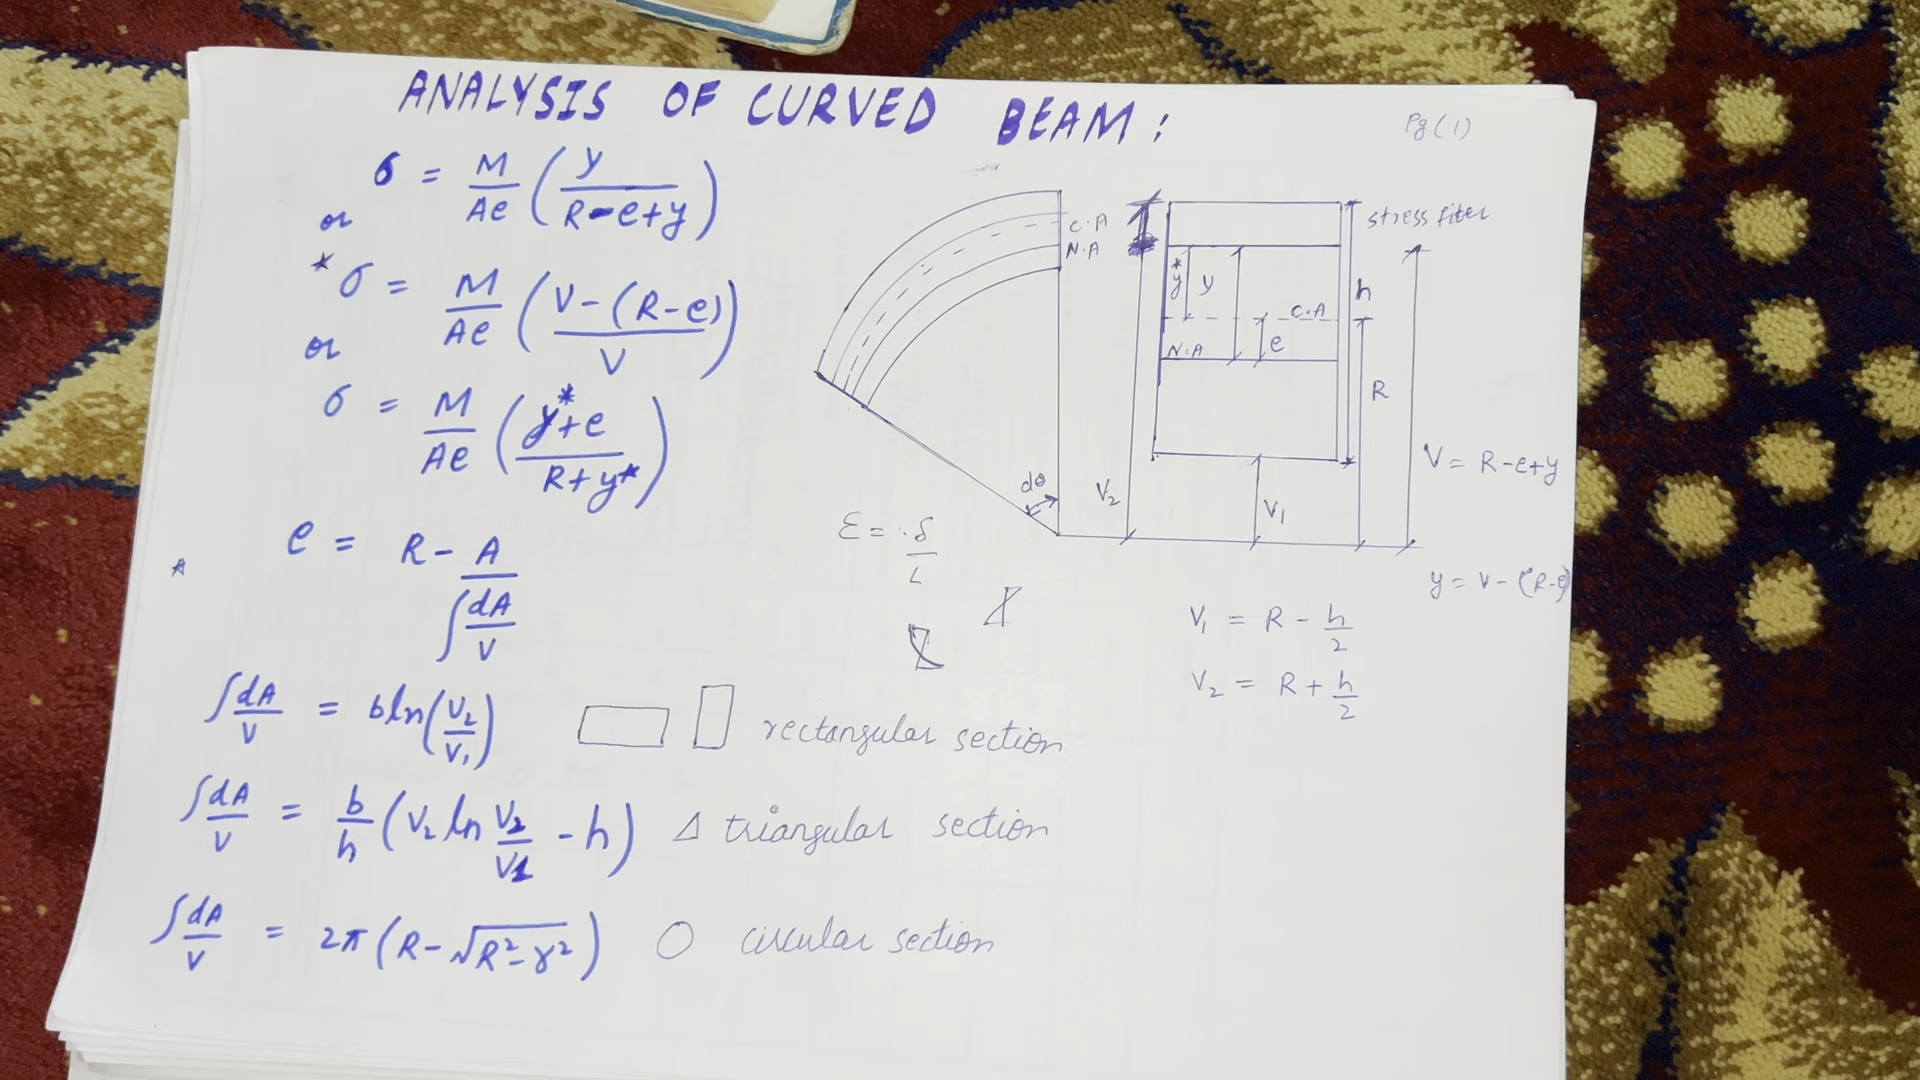 ANALYSIS OF CURVED BEAM :
Pg (1)
σ = M/Ae (y/(R-e+y))
or
* σ = M/Ae ((V-(R-e))/V)
or
σ = M/Ae ((y*+e)/(R+y*))
* e = R - A/∫dA/V
∫dA/V = b ln(V₂/V₁) rectangular section
∫dA/V = b/h (V₂ ln V₂/V₁ - h) Δ triangular section
∫dA/V = 2π (R-√R²-r²) ○ circular section
C.A
N.A
dθ
ε = δ/L
stress fiber
y*
y
C.A
h
N.A
e
R
V₂
V₁
V = R-e+y
y = V-(R-e)
V₁ = R - h/2
V₂ = R + h/2